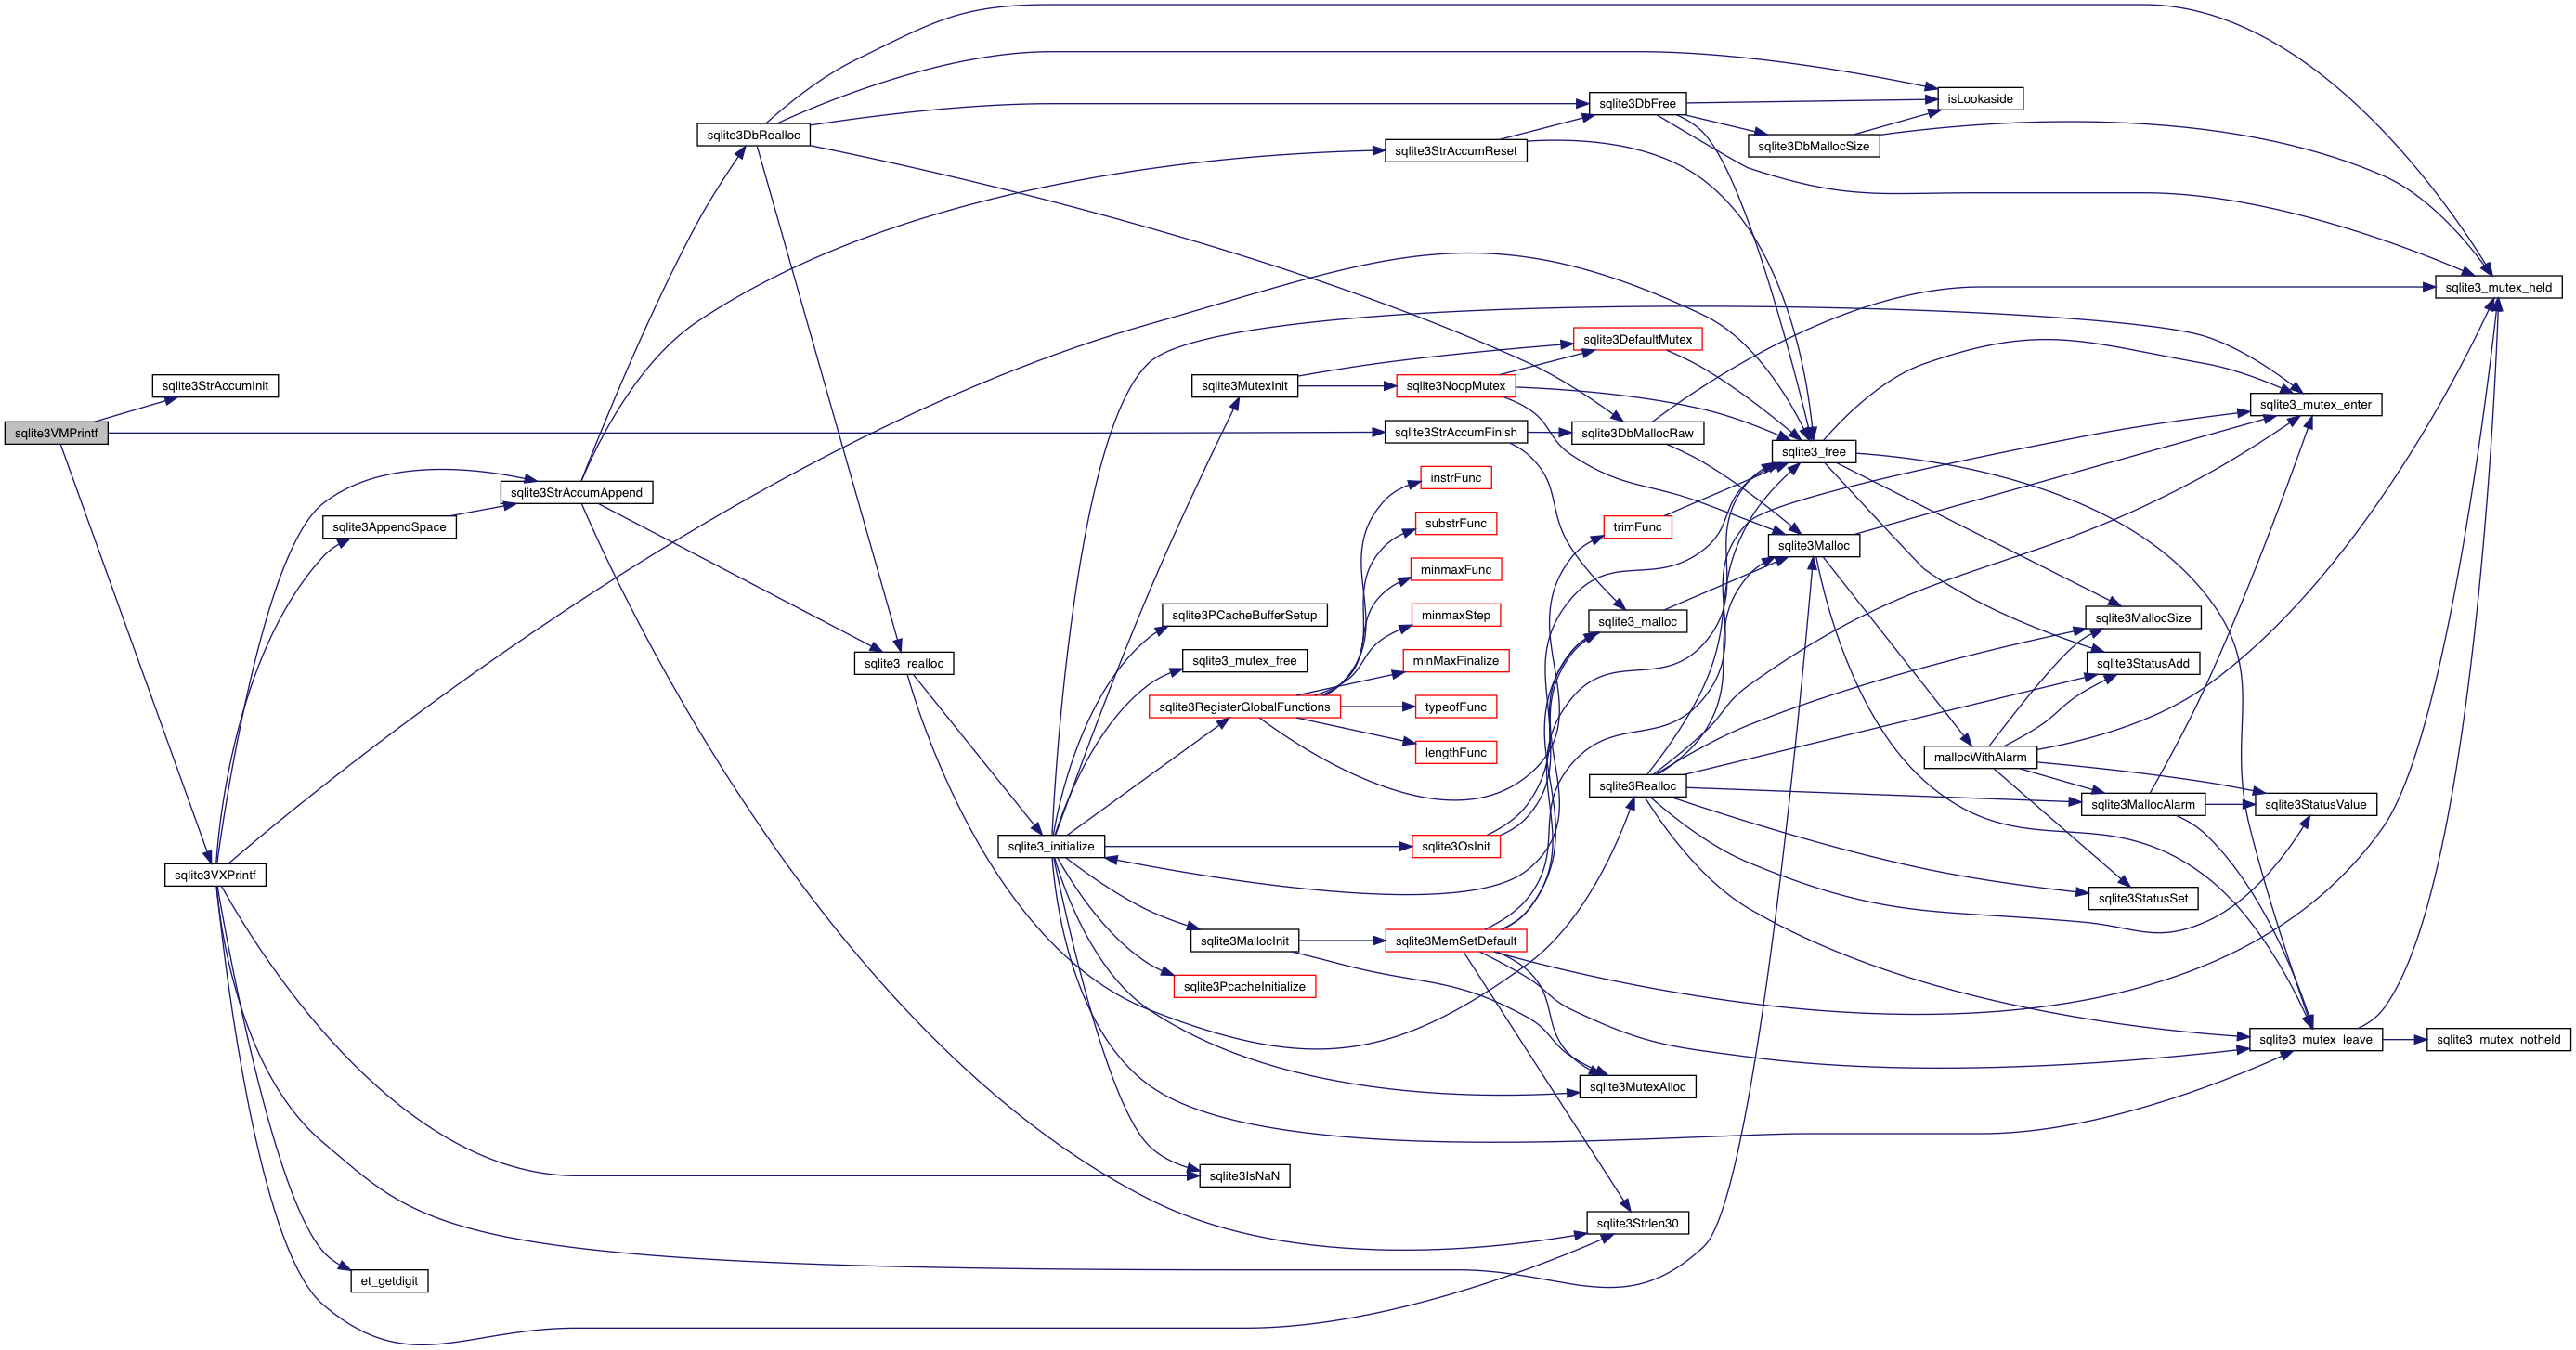 sqlite3VMPrintf
sqlite3StrAccumInit
sqlite3VXPrintf
sqlite3AppendSpace
et_getdigit
sqlite3StrAccumAppend
sqlite3DbRealloc
sqlite3_realloc
sqlite3_initialize
sqlite3MutexInit
sqlite3PCacheBufferSetup
sqlite3_mutex_free
sqlite3RegisterGlobalFunctions
sqlite3MallocInit
sqlite3PcacheInitialize
sqlite3IsNaN
sqlite3StrAccumReset
sqlite3NoopMutex
sqlite3StrAccumFinish
instrFunc
substrFunc
minmaxFunc
minmaxStep
minMaxFinalize
typeofFunc
lengthFunc
sqlite3OsInit
sqlite3MemSetDefault
sqlite3DbFree
sqlite3DefaultMutex
sqlite3DbMallocRaw
trimFunc
sqlite3_malloc
sqlite3Realloc
sqlite3MutexAlloc
sqlite3Strlen30
sqlite3DbMallocSize
sqlite3_free
sqlite3Malloc
isLookaside
mallocWithAlarm
sqlite3MallocSize
sqlite3StatusAdd
sqlite3MallocAlarm
sqlite3StatusSet
sqlite3_mutex_enter
sqlite3StatusValue
sqlite3_mutex_leave
sqlite3_mutex_held
sqlite3_mutex_notheld